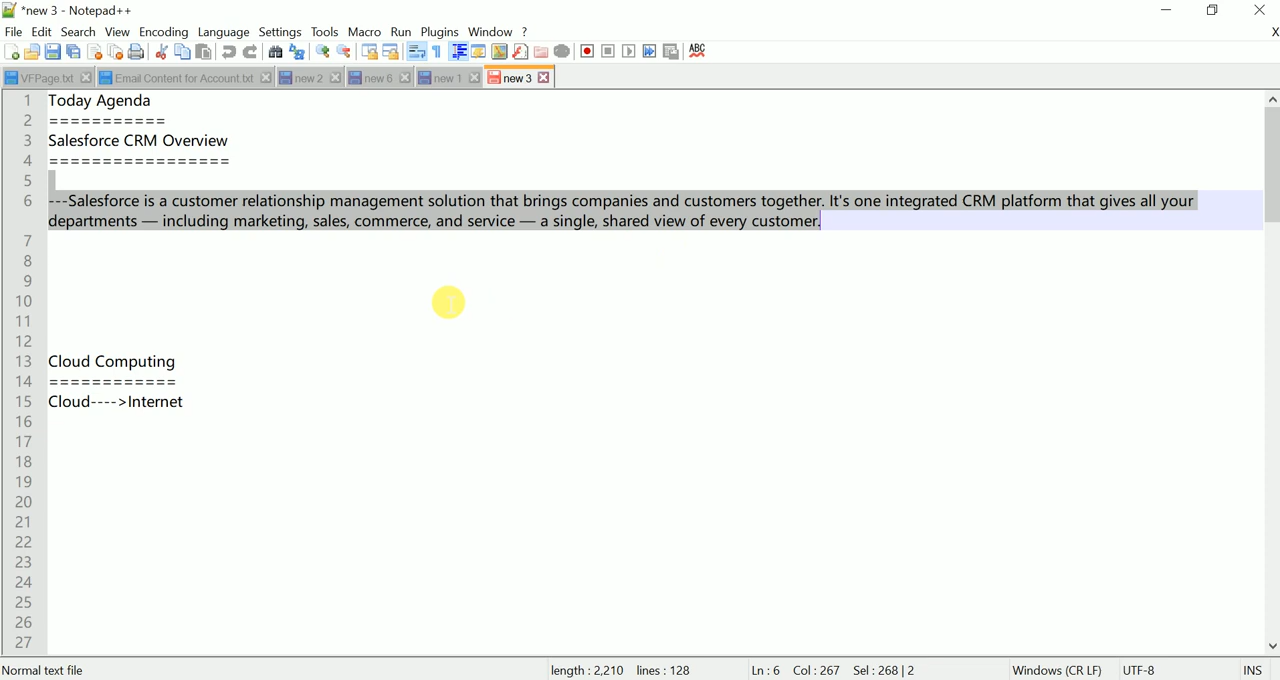 *new 3 - Notepad++
File Edit Search View Encoding Language Settings Tools Macro Run Plugins Window ? X
ABC
VFPage.txt Email Content for Account.txt new 2 new 6 new 1 new 3
1 Today Agenda
2 ===========
3 Salesforce CRM Overview
4 =================
5
6 ---Salesforce is a customer relationship management solution that brings companies and customers together. It's one integrated CRM platform that gives all your
departments — including marketing, sales, commerce, and service — a single, shared view of every customer.
7
8
9
10
11
12
13 Cloud Computing
14 ============
15 Cloud---->Internet
16
17
18
19
20
21
22
23
24
25
26
27
Normal text file length : 2,210 lines : 128 Ln : 6 Col : 267 Sel : 268 | 2 Windows (CR LF) UTF-8 INS